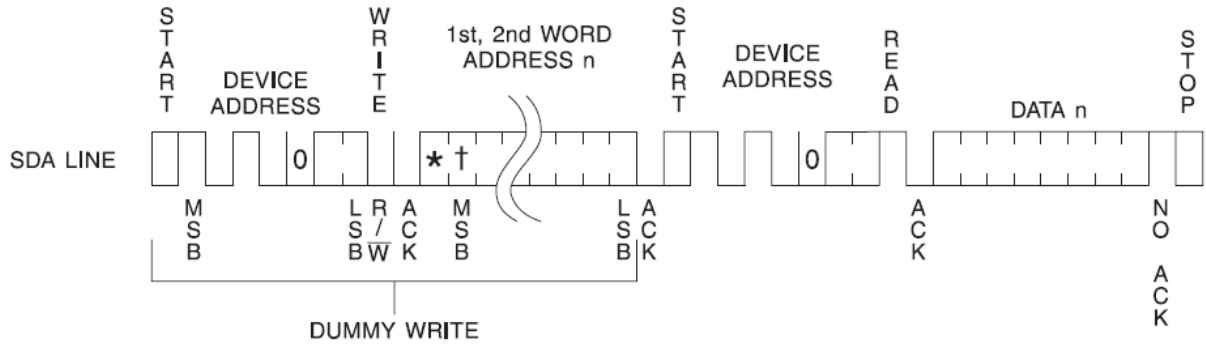 START
WRITE
1st, 2nd WORD
ADDRESS n
START
READ
STOP
DEVICE
ADDRESS
DEVICE
ADDRESS
DATA n
SDA LINE
0
* †
0
MSB
LSB
R/W̅
ACK
MSB
LSB
ACK
ACK
NO ACK
DUMMY WRITE